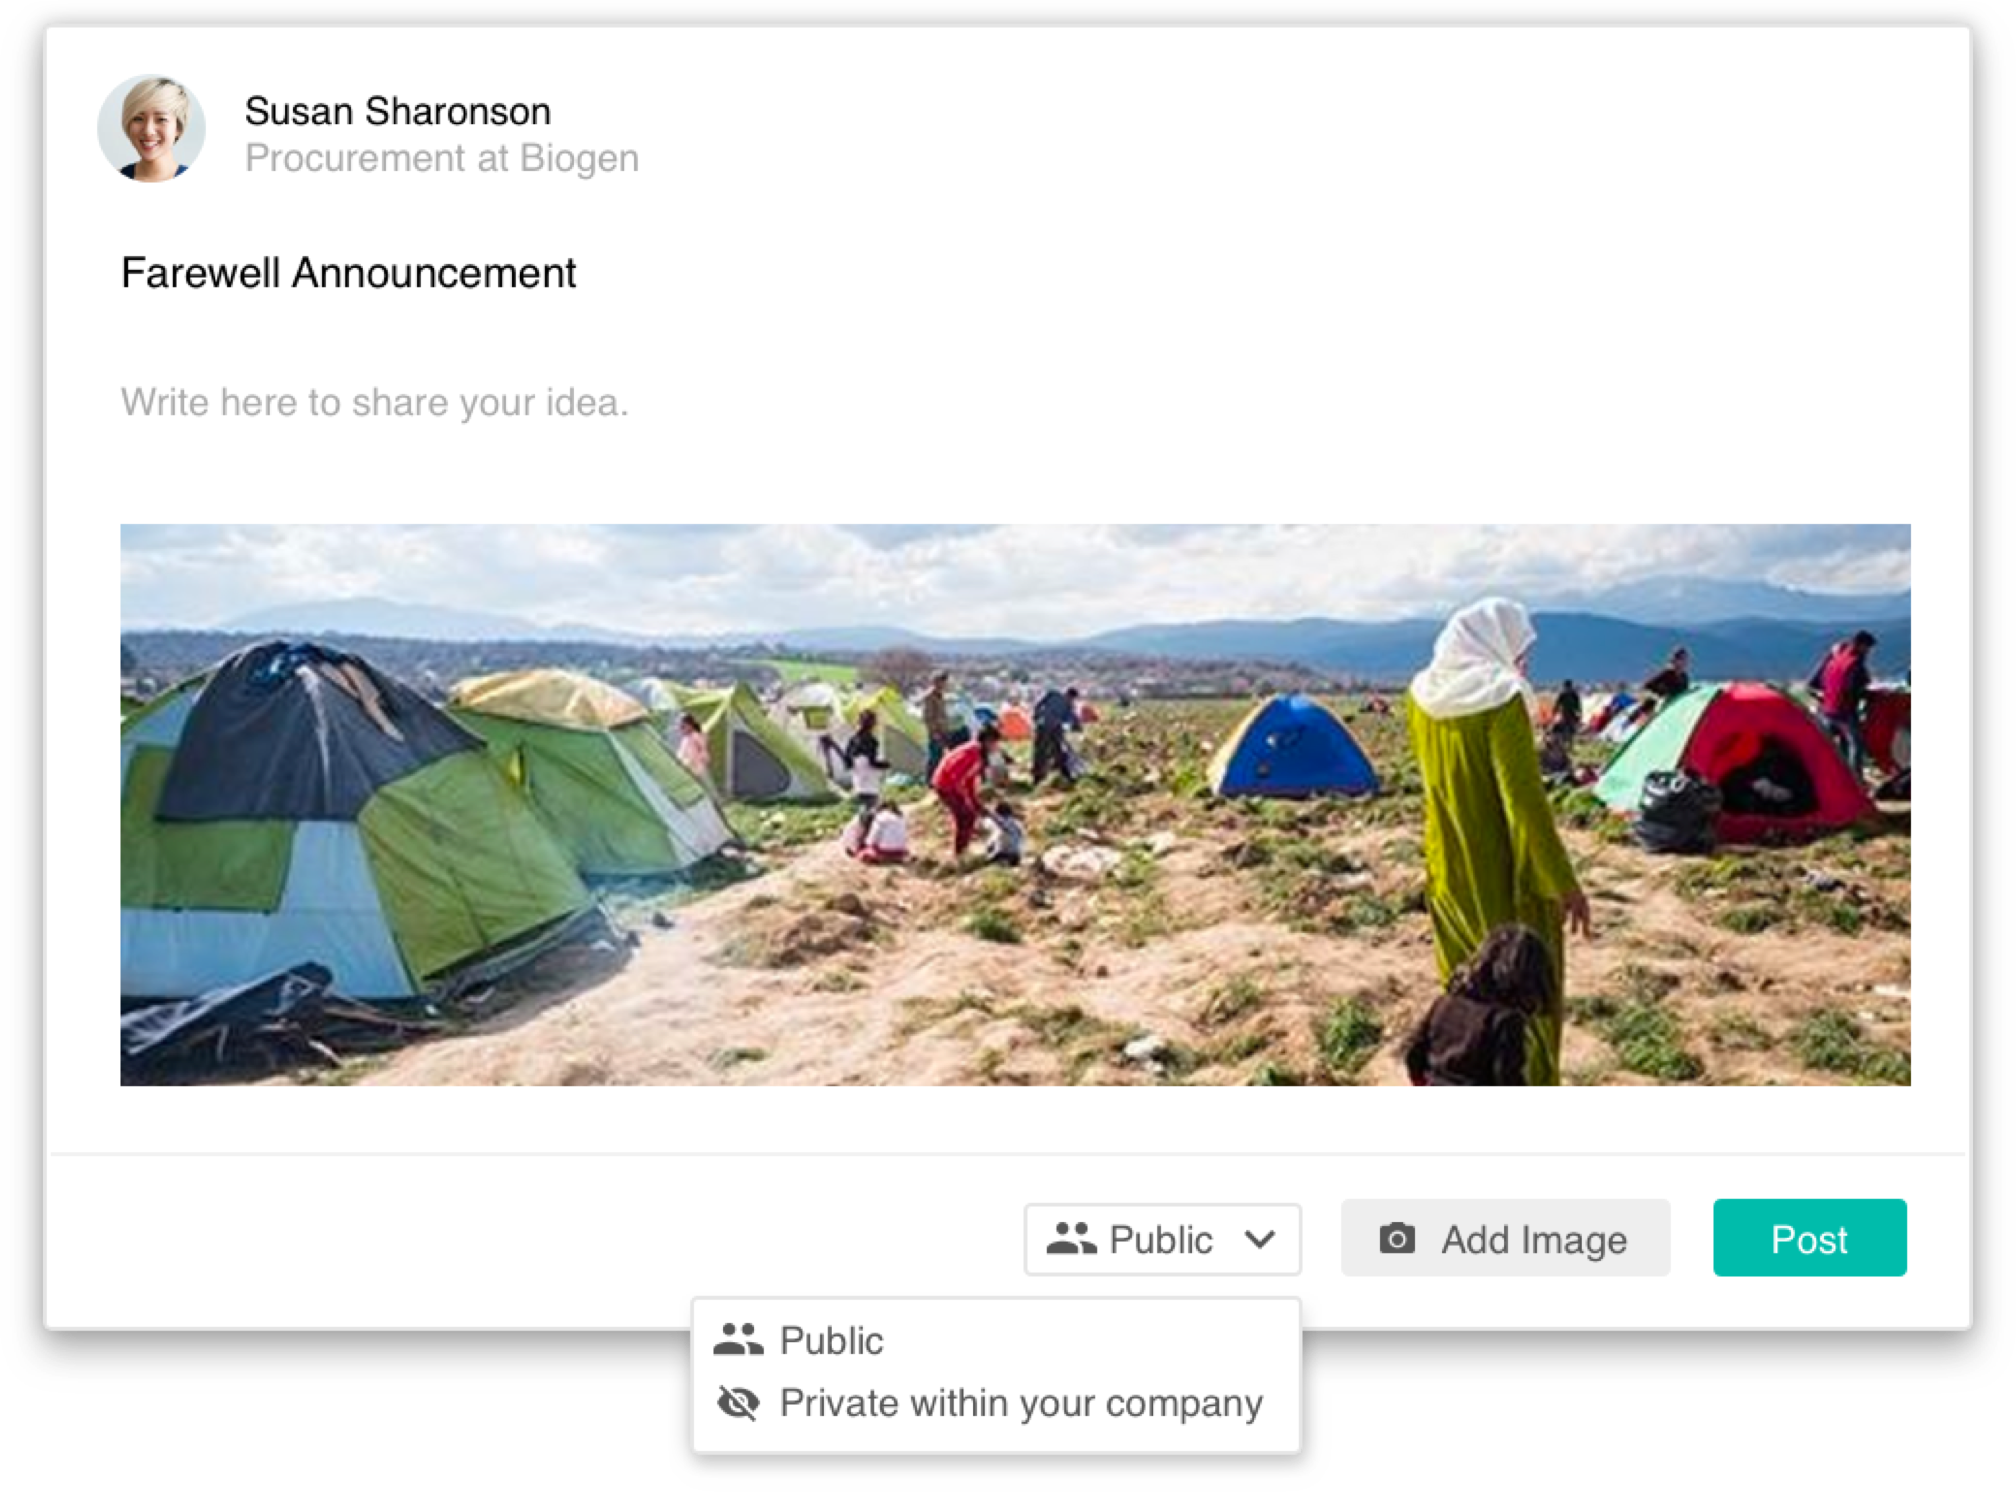 Susan Sharonson
Procurement at Biogen
Farewell Announcement
Write here to share your idea.
Public
Add Image
Post
Public
Private within your company